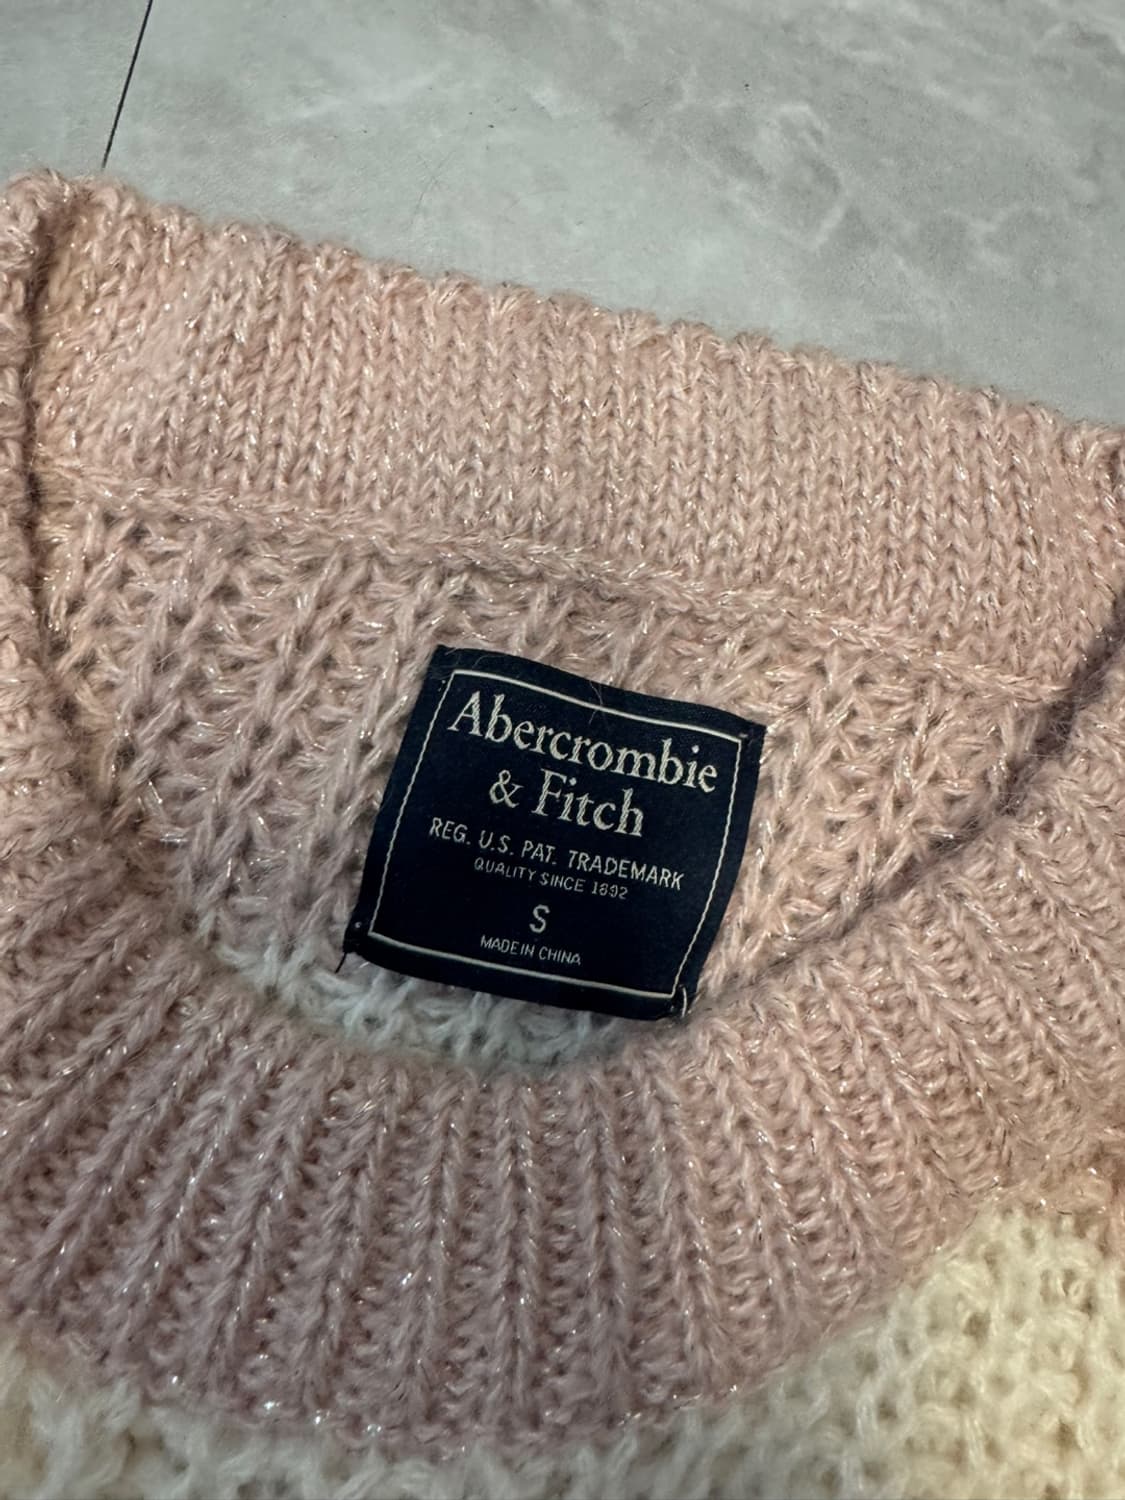 Abercrombie
& Fitch
REG. U.S. PAT. TRADEMARK
QUALITY SINCE 1892
S
MADE IN CHINA